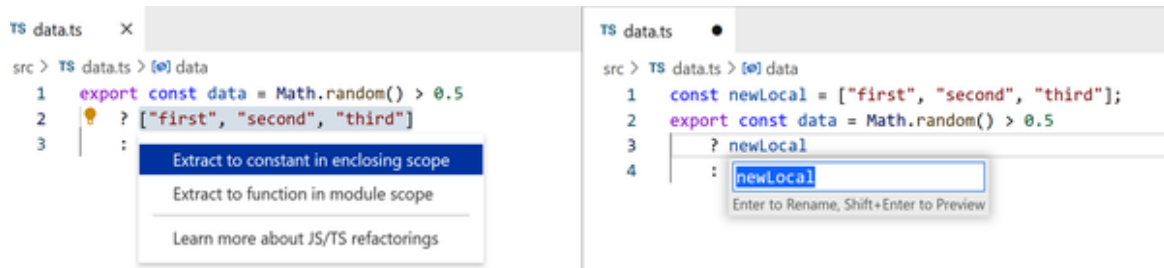 TS data.ts ×
src > TS data.ts > data
1 export const data = Math.random() > 0.5
2 ? ["first", "second", "third"]
3 :
Extract to constant in enclosing scope
Extract to function in module scope
Learn more about JS/TS refactorings
TS data.ts ●
src > TS data.ts > data
1 const newLocal = ["first", "second", "third"];
2 export const data = Math.random() > 0.5
3 ? newLocal
4 :
newLocal
Enter to Rename, Shift+Enter to Preview